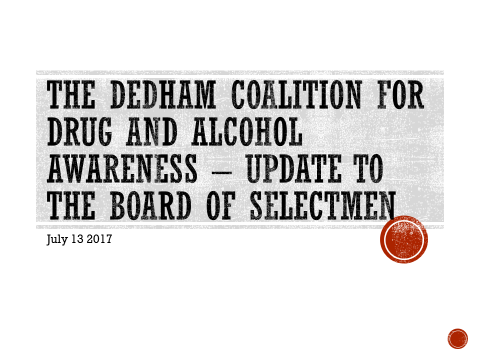 THE DEDHAM COALITION FOR
DRUG AND ALCOHOL
AWARENESS – UPDATE TO
THE BOARD OF SELECTMEN
July 13 2017